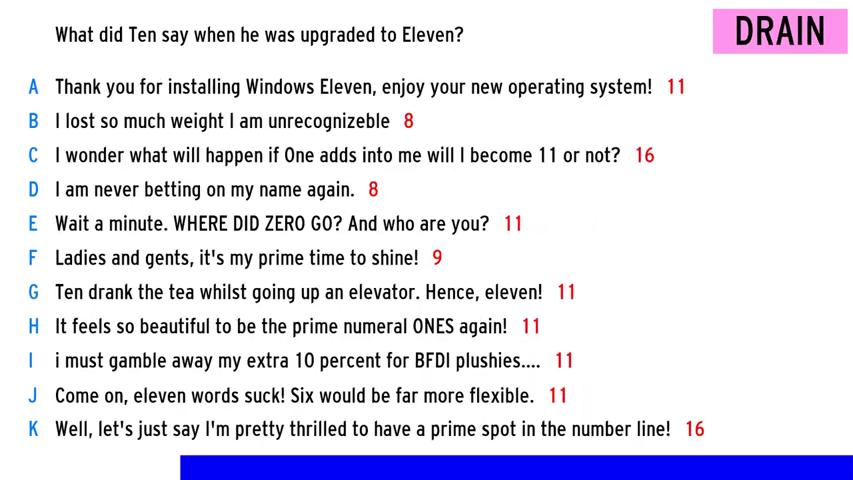 What did Ten say when he was upgraded to Eleven?
DRAIN
A Thank you for installing Windows Eleven, enjoy your new operating system! 11
B I lost so much weight I am unrecognizeble 8
C I wonder what will happen if One adds into me will I become 11 or not? 16
D I am never betting on my name again. 8
E Wait a minute. WHERE DID ZERO GO? And who are you? 11
F Ladies and gents, it's my prime time to shine! 9
G Ten drank the tea whilst going up an elevator. Hence, eleven! 11
H It feels so beautiful to be the prime numeral ONES again! 11
I i must gamble away my extra 10 percent for BFDI plushies.... 11
J Come on, eleven words suck! Six would be far more flexible. 11
K Well, let's just say I'm pretty thrilled to have a prime spot in the number line! 16